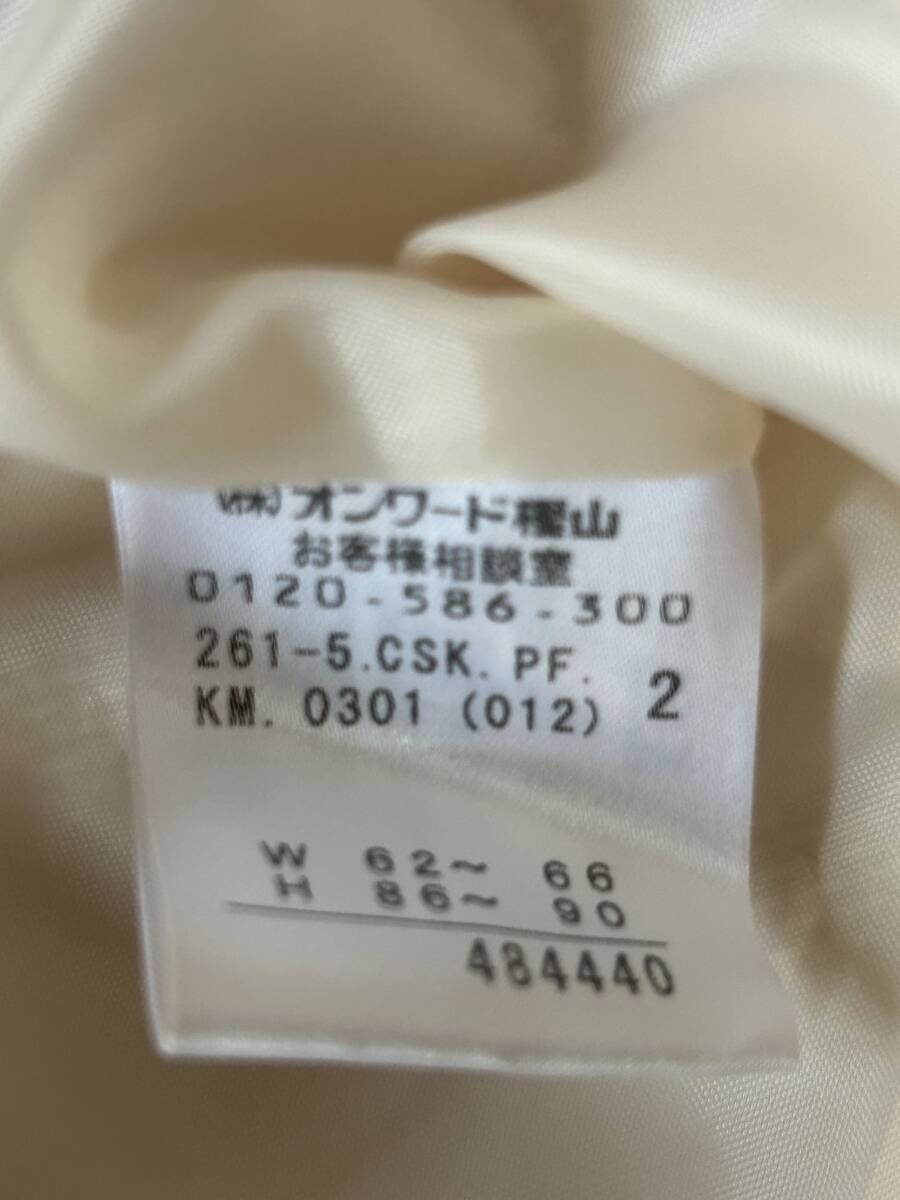 (株)オンワード樫山
お客様相談室
0120-586-300
261-5.CSK. PF.
KM. 0301 (012) 2
W 62~ 66
H 86~ 90
484440